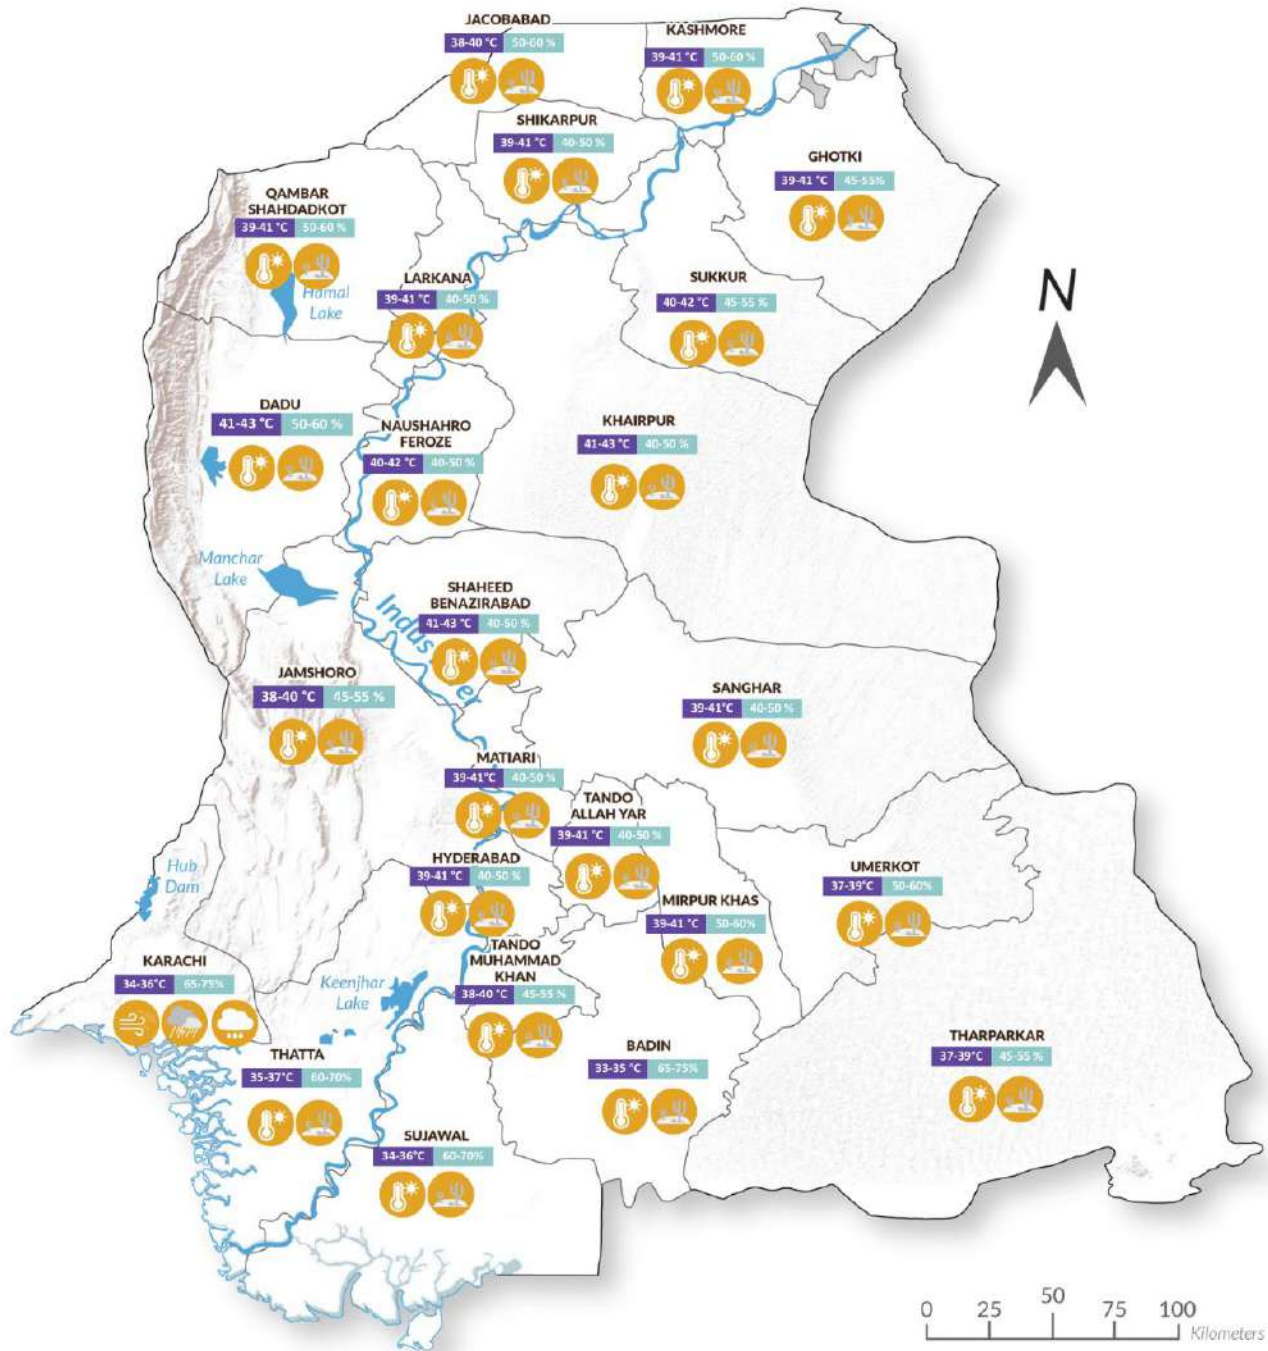 JACOBABAD
38-40 °C 50-60 %
KASHMORE
39-41 °C 50-60 %
SHIKARPUR
39-41 °C 40-50 %
GHOTKI
39-41 °C 45-55%
QAMBAR
SHAHDADKOT
39-41 °C 50-60 %
Hamal
Lake
LARKANA
39-41 °C 40-50 %
SUKKUR
40-42 °C 45-55 %
N
DADU
41-43 °C 50-60 %
NAUSHAHRO
FEROZE
40-42 °C 40-50 %
KHAIRPUR
41-43 °C 40-50 %
Manchar
Lake
SHAHEED
BENAZIRABAD
41-43 °C 40-50 %
Indus
er
JAMSHORO
38-40 °C 45-55 %
SANGHAR
39-41°C 40-50 %
MATIARI
39-41°C 40-50 %
TANDO
ALLAH YAR
39-41 °C 40-50 %
HYDERABAD
39-41 °C 40-50 %
UMERKOT
37-39°C 50-60%
MIRPUR KHAS
39-41 °C 50-60%
Hub
Dam
KARACHI
34-36°C 65-75%
Keenjhar
Lake
TANDO
MUHAMMAD
KHAN
38-40 °C 45-55 %
THATTA
35-37°C 60-70%
BADIN
33-35 °C 65-75%
THARPARKAR
37-39°C 45-55 %
SUJAWAL
34-36°C 60-70%
0 25 50 75 100
Kilometers